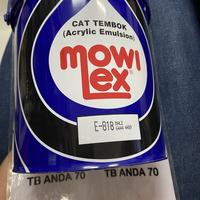 CAT TEMBOK
(Acrylic Emulsion)
mowi
lex
E-818
TB ANDA 70 TB ANDA 70